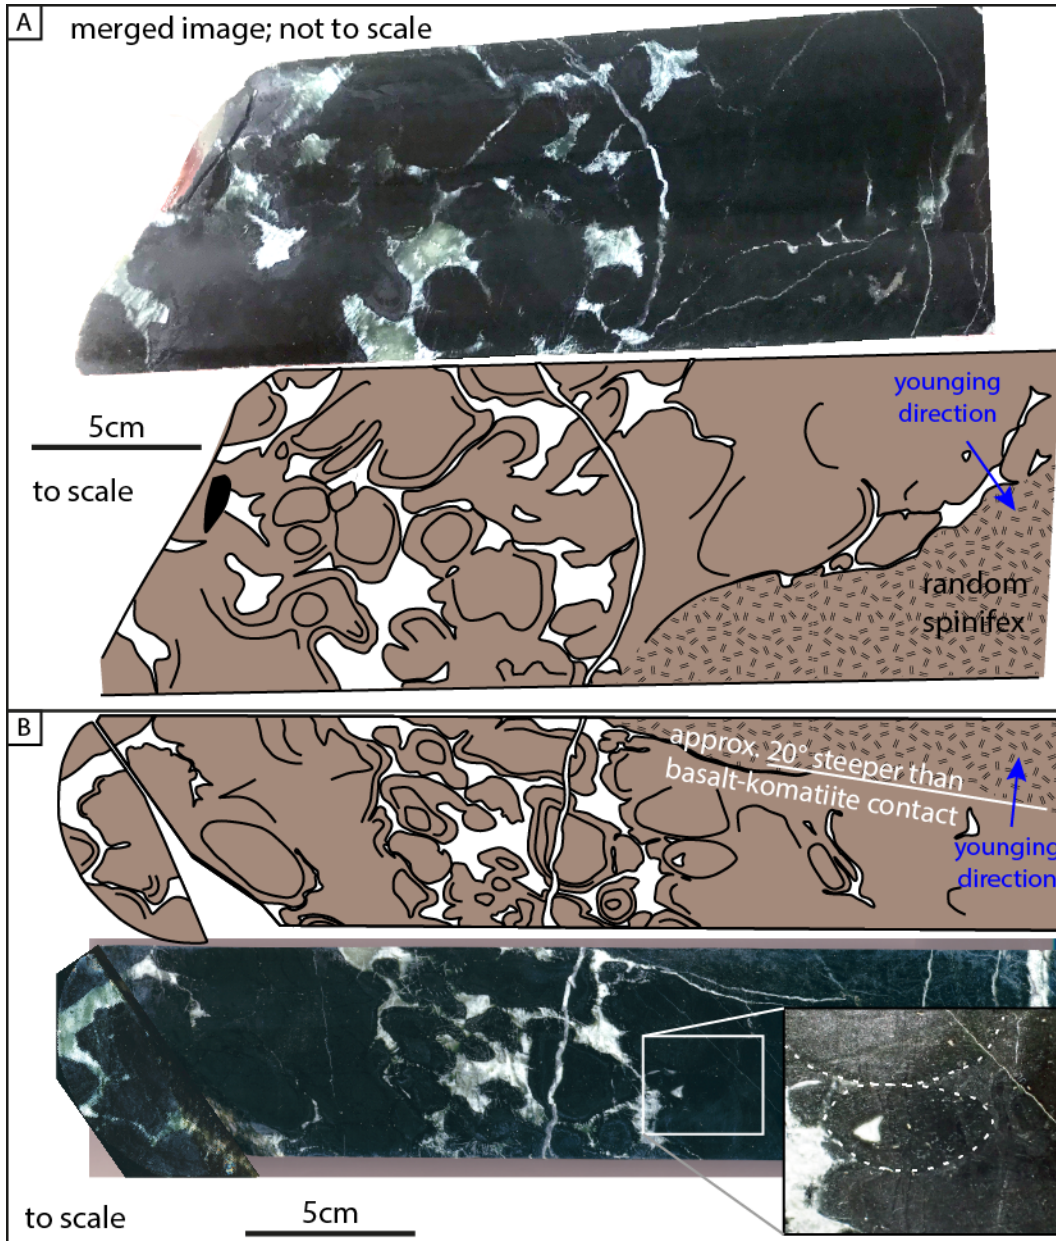 A
merged image; not to scale
younging
direction
5cm
to scale
random
spinifex
B
approx. 20° steeper than
basalt-komatiite contact
younging
direction
to scale
5cm